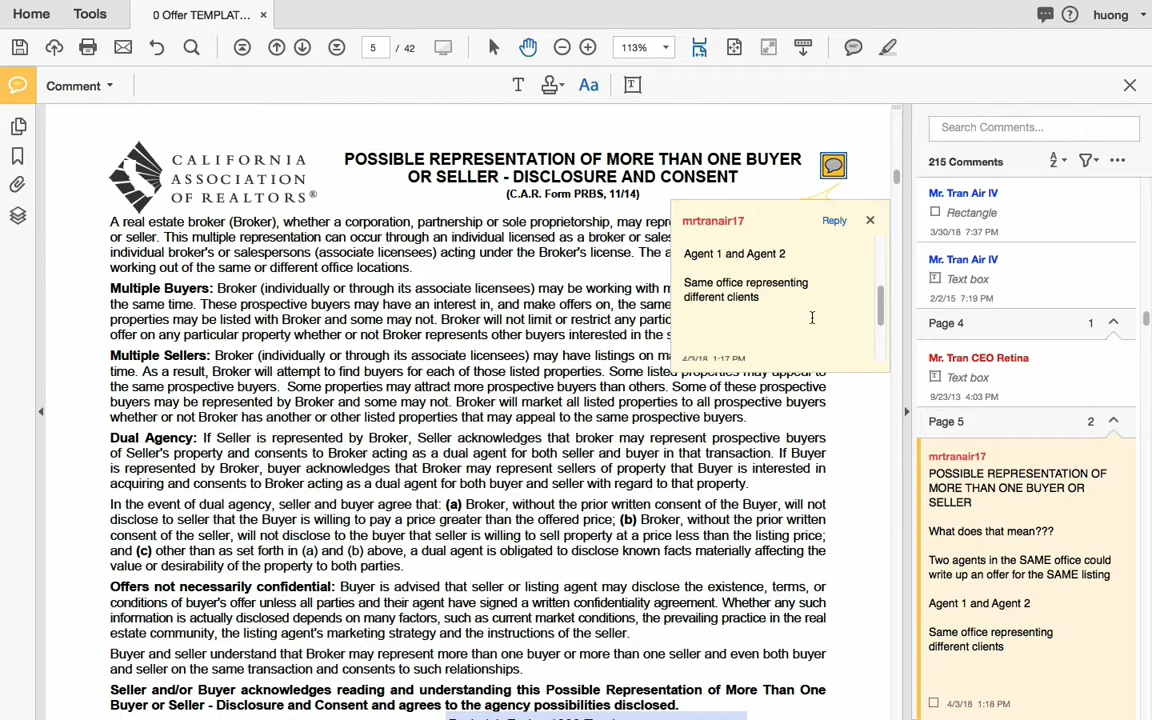 Home
Tools
0 Offer TEMPLAT...
huong
5
/ 42
113%
Comment
CALIFORNIA
ASSOCIATION
OF REALTORS®
POSSIBLE REPRESENTATION OF MORE THAN ONE BUYER
OR SELLER - DISCLOSURE AND CONSENT
(C.A.R. Form PRBS, 11/14)
A real estate broker (Broker), whether a corporation, partnership or sole proprietorship, may
or seller. This multiple representation can occur through an individual licensed as a broker or
individual broker's or salespersons (associate licensees) acting under the Broker's license. The
working out of the same or different office locations.
Multiple Buyers: Broker (individually or through its associate licensees) may be working with
the same time. These prospective buyers may have an interest in, and make offers on, the
properties may be listed with Broker and some may not. Broker will not limit or restrict any
offer on any particular property whether or not Broker represents other buyers interested in the
Multiple Sellers: Broker (individually or through its associate licensees) may have listings on
time. As a result, Broker will attempt to find buyers for each of those listed properties. Some listed properties may appeal to
the same prospective buyers. Some properties may attract more prospective buyers than others. Some of these prospective
buyers may be represented by Broker and some may not. Broker will market all listed properties to all prospective buyers
whether or not Broker has another or other listed properties that may appeal to the same prospective buyers.
Dual Agency: If Seller is represented by Broker, Seller acknowledges that broker may represent prospective buyers
of Seller's property and consents to Broker acting as a dual agent for both seller and buyer in that transaction. If Buyer
is represented by Broker, buyer acknowledges that Broker may represent sellers of property that Buyer is interested in
acquiring and consents to Broker acting as a dual agent for both buyer and seller with regard to that property.
In the event of dual agency, seller and buyer agree that: (a) Broker, without the prior written consent of the Buyer, will not
disclose to seller that the Buyer is willing to pay a price greater than the offered price; (b) Broker, without the prior written
consent of the seller, will not disclose to the buyer that seller is willing to sell property at a price less than the listing price;
and (c) other than as set forth in (a) and (b) above, a dual agent is obligated to disclose known facts materially affecting the
value or desirability of the property to both parties.
Offers not necessarily confidential: Buyer is advised that seller or listing agent may disclose the existence, terms, or
conditions of buyer's offer unless all parties and their agent have signed a written confidentiality agreement. Whether any such
information is actually disclosed depends on many factors, such as current market conditions, the prevailing practice in the real
estate community, the listing agent's marketing strategy and the instructions of the seller.
Buyer and seller understand that Broker may represent more than one buyer or more than one seller and even both buyer
and seller on the same transaction and consents to such relationships.
Seller and/or Buyer acknowledges reading and understanding this Possible Representation of More Than One
Buyer or Seller - Disclosure and Consent and agrees to the agency possibilities disclosed.
mrtranair17
Reply
Agent 1 and Agent 2
Same office representing
different clients
4/3/18 1:17 PM
Search Comments...
215 Comments
Mr. Tran Air IV
Rectangle
3/30/18 7:37 PM
Mr. Tran Air IV
Text box
2/2/15 7:19 PM
Page 4
1
Mr. Tran CEO Retina
Text box
9/23/13 4:03 PM
Page 5
2
mrtranair17
POSSIBLE REPRESENTATION OF
MORE THAN ONE BUYER OR
SELLER
What does that mean???
Two agents in the SAME office could
write up an offer for the SAME listing
Agent 1 and Agent 2
Same office representing
different clients
4/3/18 1:18 PM